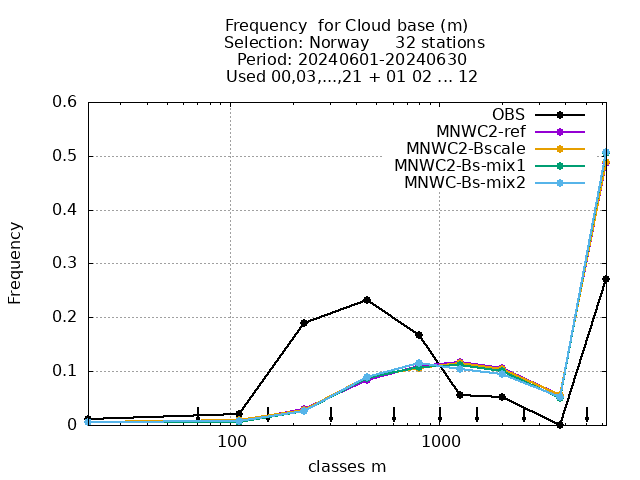 Frequency  for Cloud base (m)
Selection: Norway     32 stations
Period: 20240601-20240630
Used 00,03,...,21 + 01 02 ... 12
0.6
0.5
0.4
0.3
0.2
0.1
0
Frequency
OBS
MNWC2-ref
MNWC2-Bscale
MNWC2-Bs-mix1
MNWC-Bs-mix2
100
1000
classes m